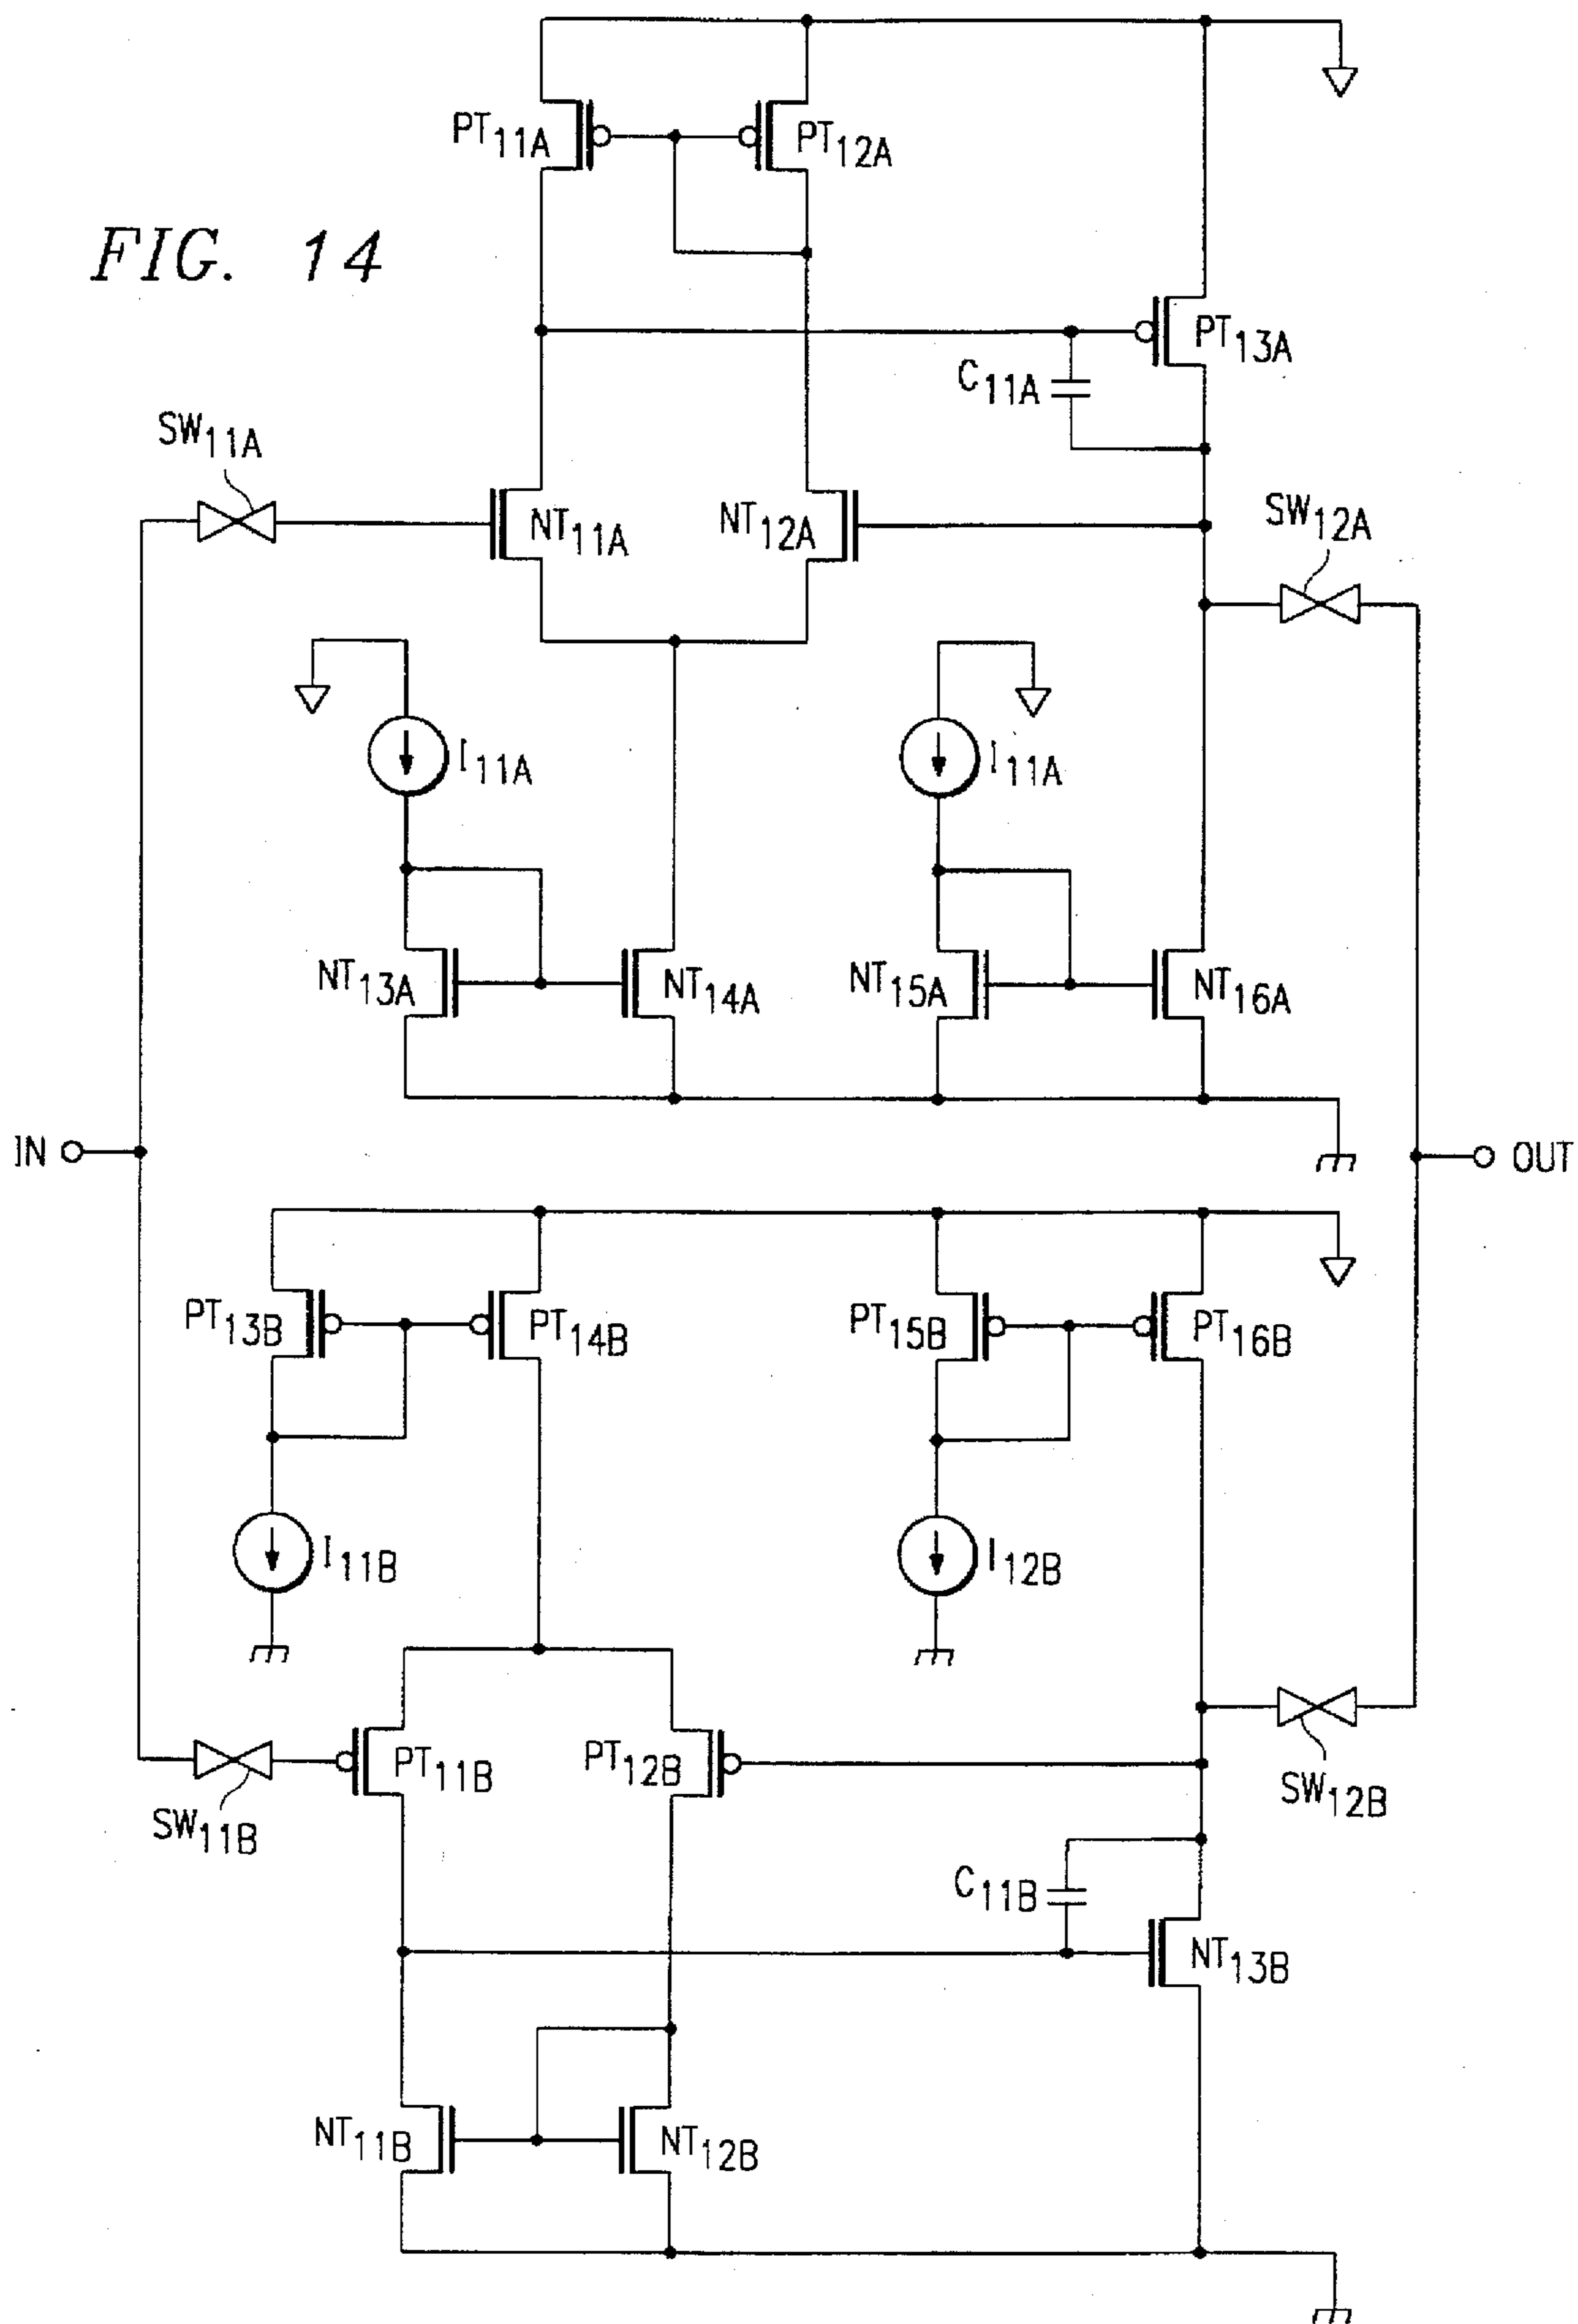 PT11A
PT12A
FIG. 14
PT13A
C11A
SW11A
NT11A
NT12A
SW12A
I11A
I11A
NT13A
NT14A
NT15A
NT16A
IN
OUT
PT13B
PT14B
PT15B
PT16B
I11B
I12B
PT11B
PT12B
SW11B
SW12B
C11B
NT13B
NT11B
NT12B